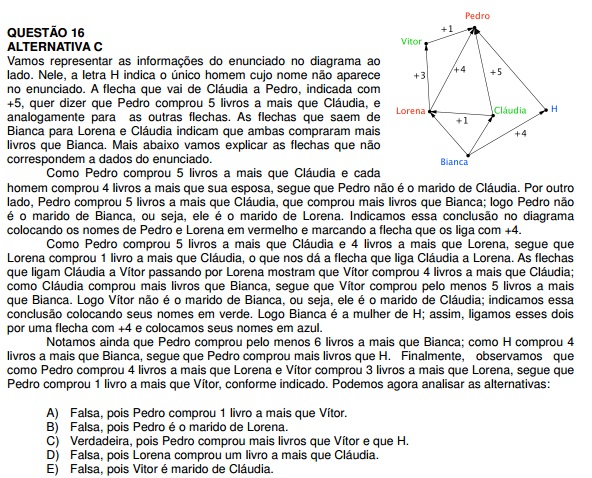 QUESTÃO 16
ALTERNATIVA C
Vamos representar as informações do enunciado no diagrama ao
lado. Nele, a letra H indica o único homem cujo nome não aparece
no enunciado. A flecha que vai de Cláudia a Pedro, indicada com
+5, quer dizer que Pedro comprou 5 livros a mais que Cláudia, e
analogamente para as outras flechas. As flechas que saem de
Bianca para Lorena e Cláudia indicam que ambas compraram mais
livros que Bianca. Mais abaixo vamos explicar as flechas que não
correspondem a dados do enunciado.
Pedro
+1
Vitor
+3
+4
+5
Lorena
Cláudia
H
+1
+4
Bianca
Como Pedro comprou 5 livros a mais que Cláudia e cada
homem comprou 4 livros a mais que sua esposa, segue que Pedro não é o marido de Cláudia. Por outro
lado, Pedro comprou 5 livros a mais que Cláudia, que comprou mais livros que Bianca; logo Pedro não
é o marido de Bianca, ou seja, ele é o marido de Lorena. Indicamos essa conclusão no diagrama
colocando os nomes de Pedro e Lorena em vermelho e marcando a flecha que os liga com +4.
Como Pedro comprou 5 livros a mais que Cláudia e 4 livros a mais que Lorena, segue que
Lorena comprou 1 livro a mais que Cláudia, o que nos dá a flecha que liga Cláudia a Lorena. As flechas
que ligam Cláudia a Vítor passando por Lorena mostram que Vítor comprou 4 livros a mais que Cláudia;
como Cláudia comprou mais livros que Bianca, segue que Vítor comprou pelo menos 5 livros a mais
que Bianca. Logo Vítor não é o marido de Bianca, ou seja, ele é o marido de Cláudia; indicamos essa
conclusão colocando seus nomes em verde. Logo Bianca é a mulher de H; assim, ligamos esses dois
por uma flecha com +4 e colocamos seus nomes em azul.
Notamos ainda que Pedro comprou pelo menos 6 livros a mais que Bianca; como H comprou 4
livros a mais que Bianca, segue que Pedro comprou mais livros que H. Finalmente, observamos que
como Pedro comprou 4 livros a mais que Lorena e Vítor comprou 3 livros a mais que Lorena, segue que
Pedro comprou 1 livro a mais que Vítor, conforme indicado. Podemos agora analisar as alternativas:
A) Falsa, pois Pedro comprou 1 livro a mais que Vítor.
B) Falsa, pois Pedro é o marido de Lorena.
C) Verdadeira, pois Pedro comprou mais livros que Vítor e que H.
D) Falsa, pois Lorena comprou um livro a mais que Cláudia.
E) Falsa, pois Vitor é marido de Cláudia.